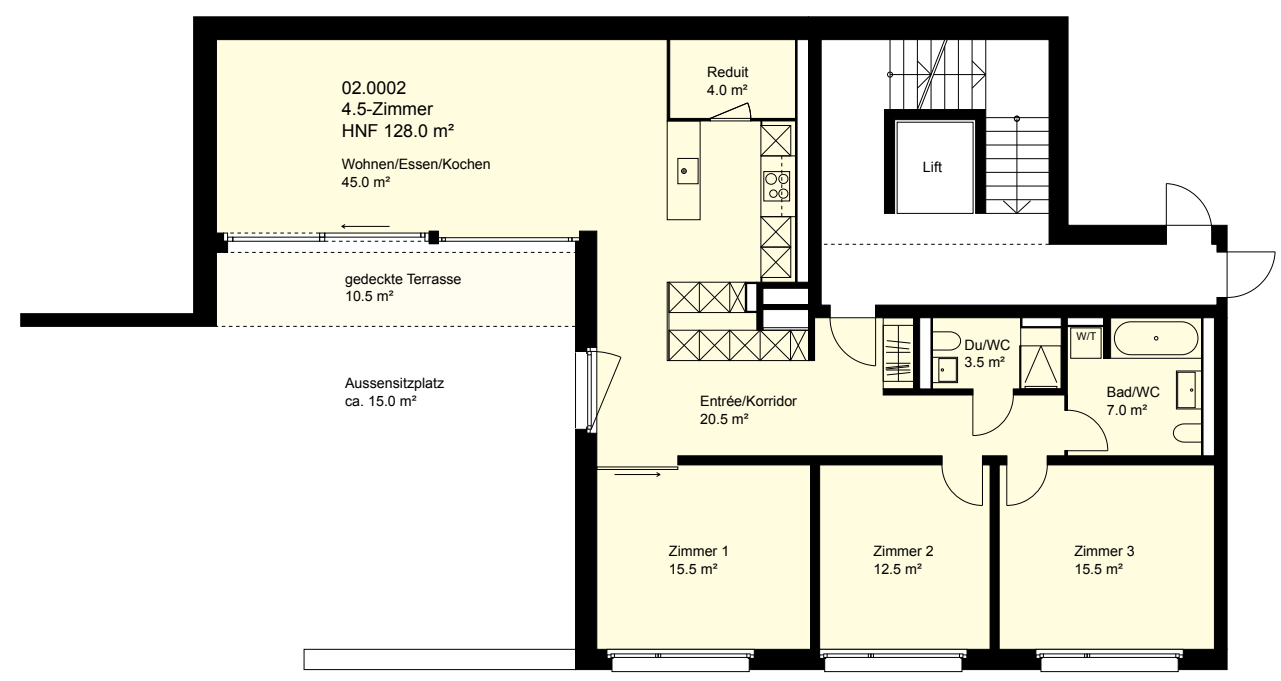 02.0002
4.5-Zimmer
HNF 128.0 m²
Wohnen/Essen/Kochen
45.0 m²
Reduit
4.0 m²
Lift
gedeckte Terrasse
10.5 m²
Aussensitzplatz
ca. 15.0 m²
Entrée/Korridor
20.5 m²
Du/WC
3.5 m²
W/T
Bad/WC
7.0 m²
Zimmer 1
15.5 m²
Zimmer 2
12.5 m²
Zimmer 3
15.5 m²